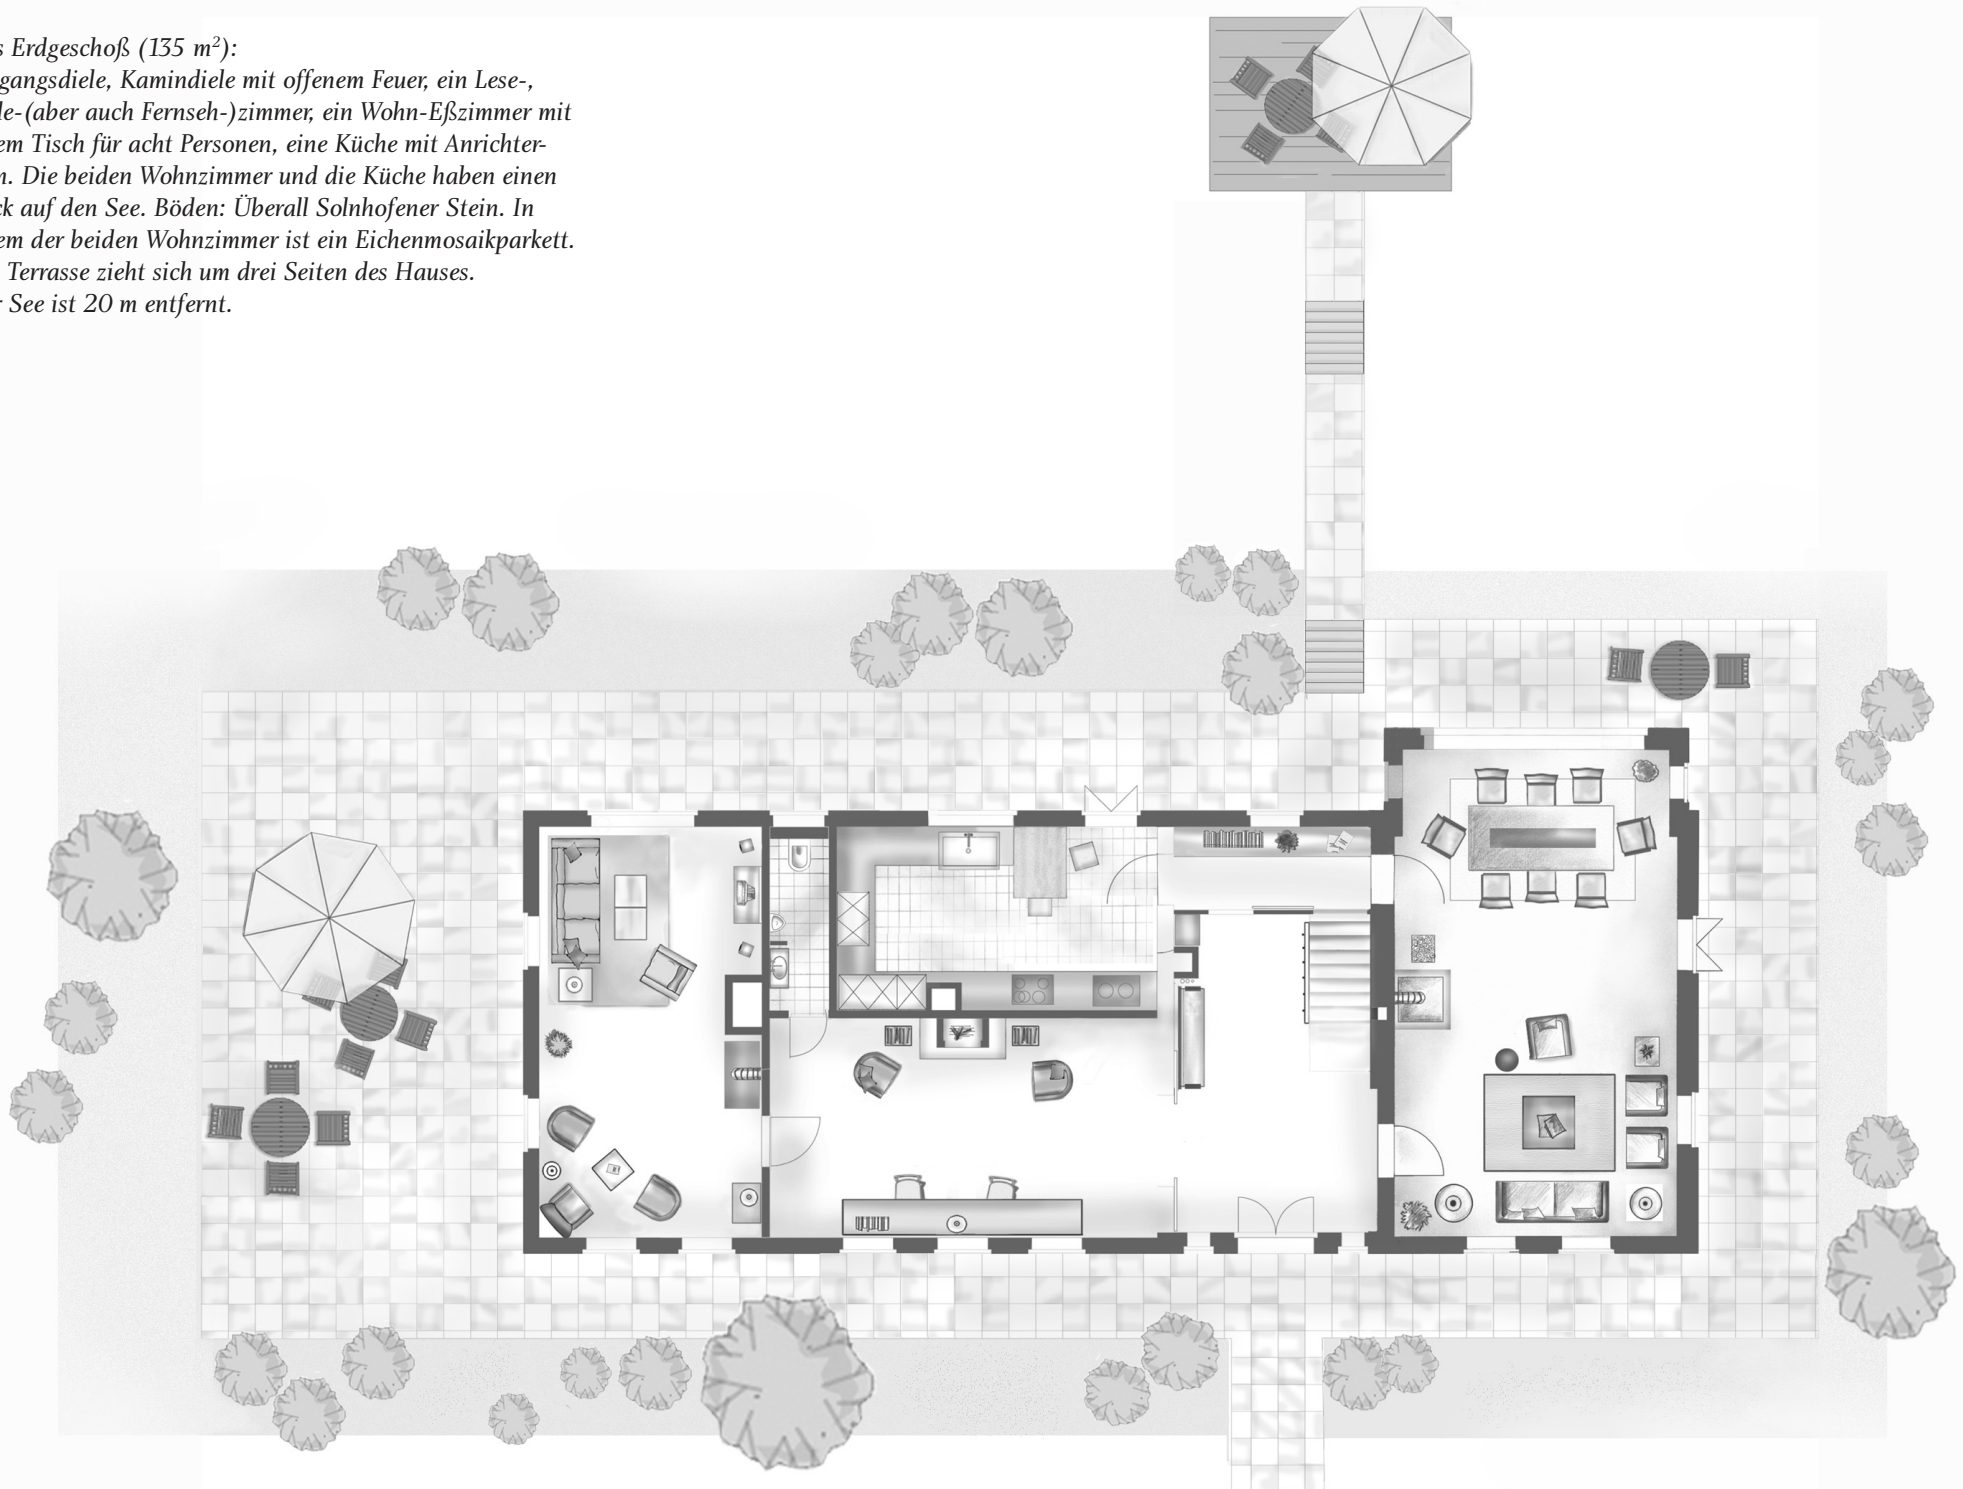 s Erdgeschoß (135 m²):
gangsdiele, Kamindiele mit offenem Feuer, ein Lese-,
le-(aber auch Fernseh-)zimmer, ein Wohn-Eßzimmer mit
em Tisch für acht Personen, eine Küche mit Anrichter-
n. Die beiden Wohnzimmer und die Küche haben einen
ck auf den See. Böden: Überall Solnhofener Stein. In
em der beiden Wohnzimmer ist ein Eichenmosaikparkett.
Terrasse zieht sich um drei Seiten des Hauses.
r See ist 20 m entfernt.